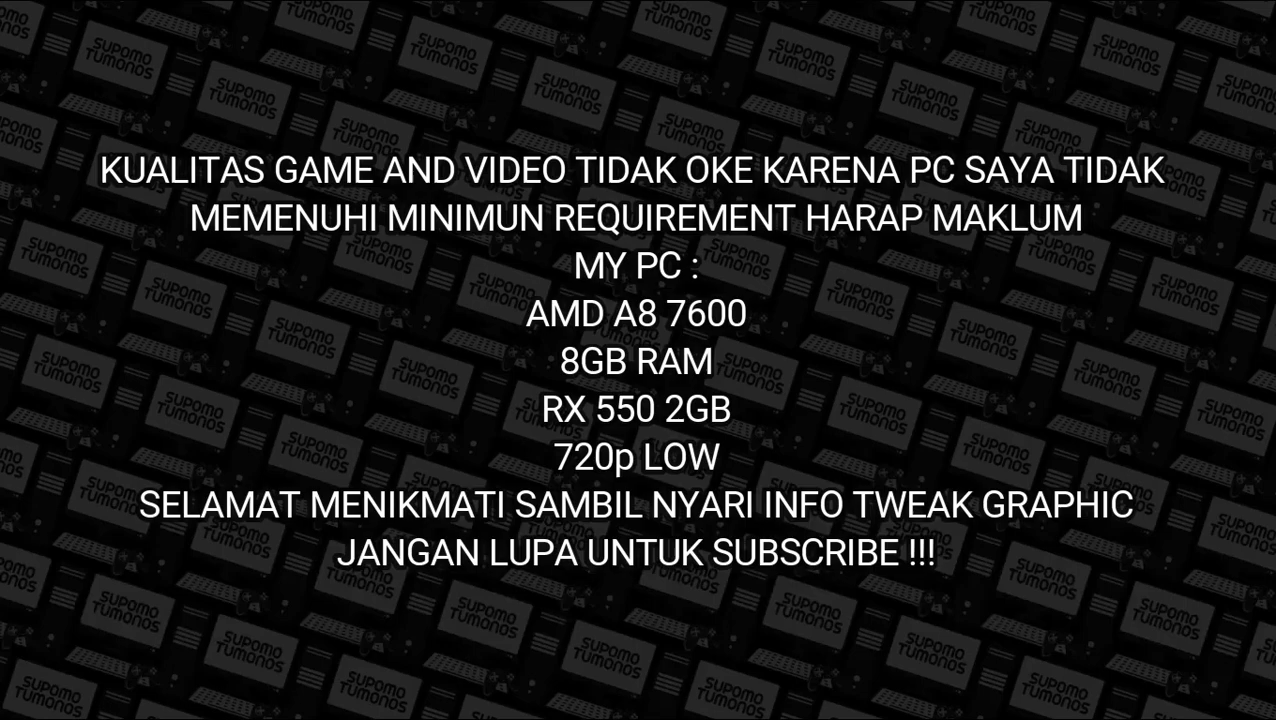 KUALITAS GAME AND VIDEO TIDAK OKE KARENA PC SAYA TIDAK
MEMENUHI MINIMUN REQUIREMENT HARAP MAKLUM
MY PC :
AMD A8 7600
8GB RAM
RX 550 2GB
720p LOW
SELAMAT MENIKMATI SAMBIL NYARI INFO TWEAK GRAPHIC
JANGAN LUPA UNTUK SUBSCRIBE !!!
SUPOMO
TUMONOS